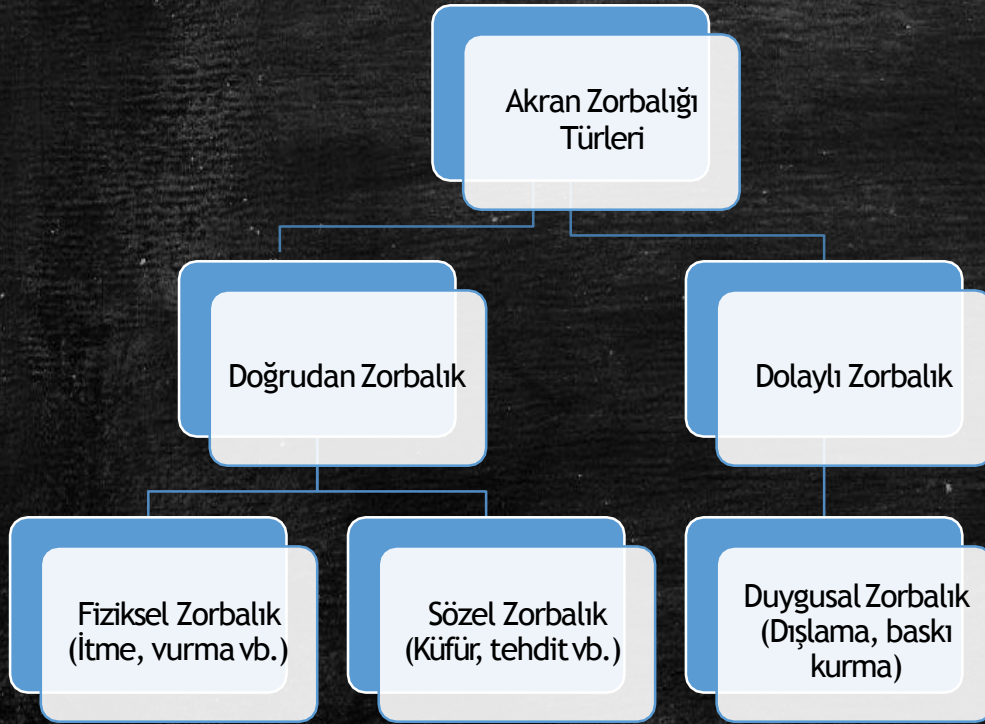 Akran Zorbalığı
Türleri
Doğrudan Zorbalık
Dolaylı Zorbalık
Fiziksel Zorbalık
(İtme, vurma vb.)
Sözel Zorbalık
(Küfür, tehdit vb.)
Duygusal Zorbalık
(Dışlama, baskı
kurma)